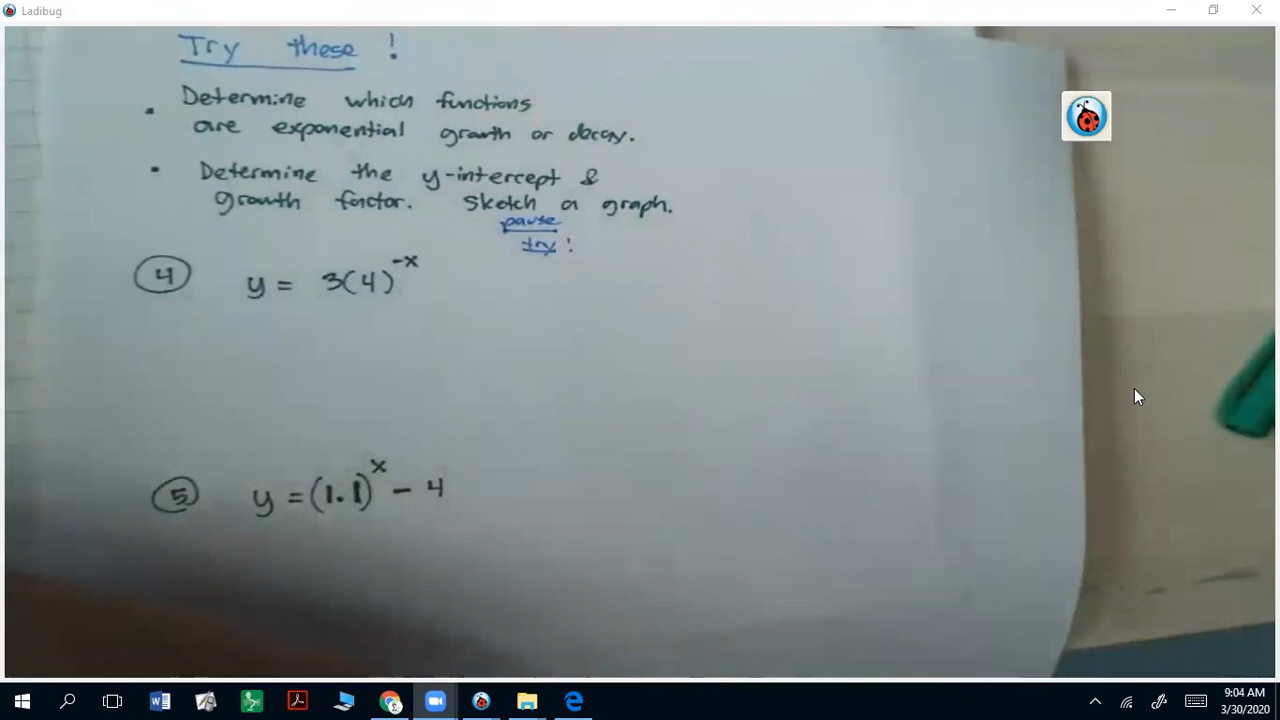 Ladibug
Try these !
• Determine which functions
are exponential growth or decay.
• Determine the y-intercept &
growth factor. Sketch a graph.
pause
try !
4 y = 3(4)^-x
5 y = (1.1)^x - 4
9:04 AM
3/30/2020